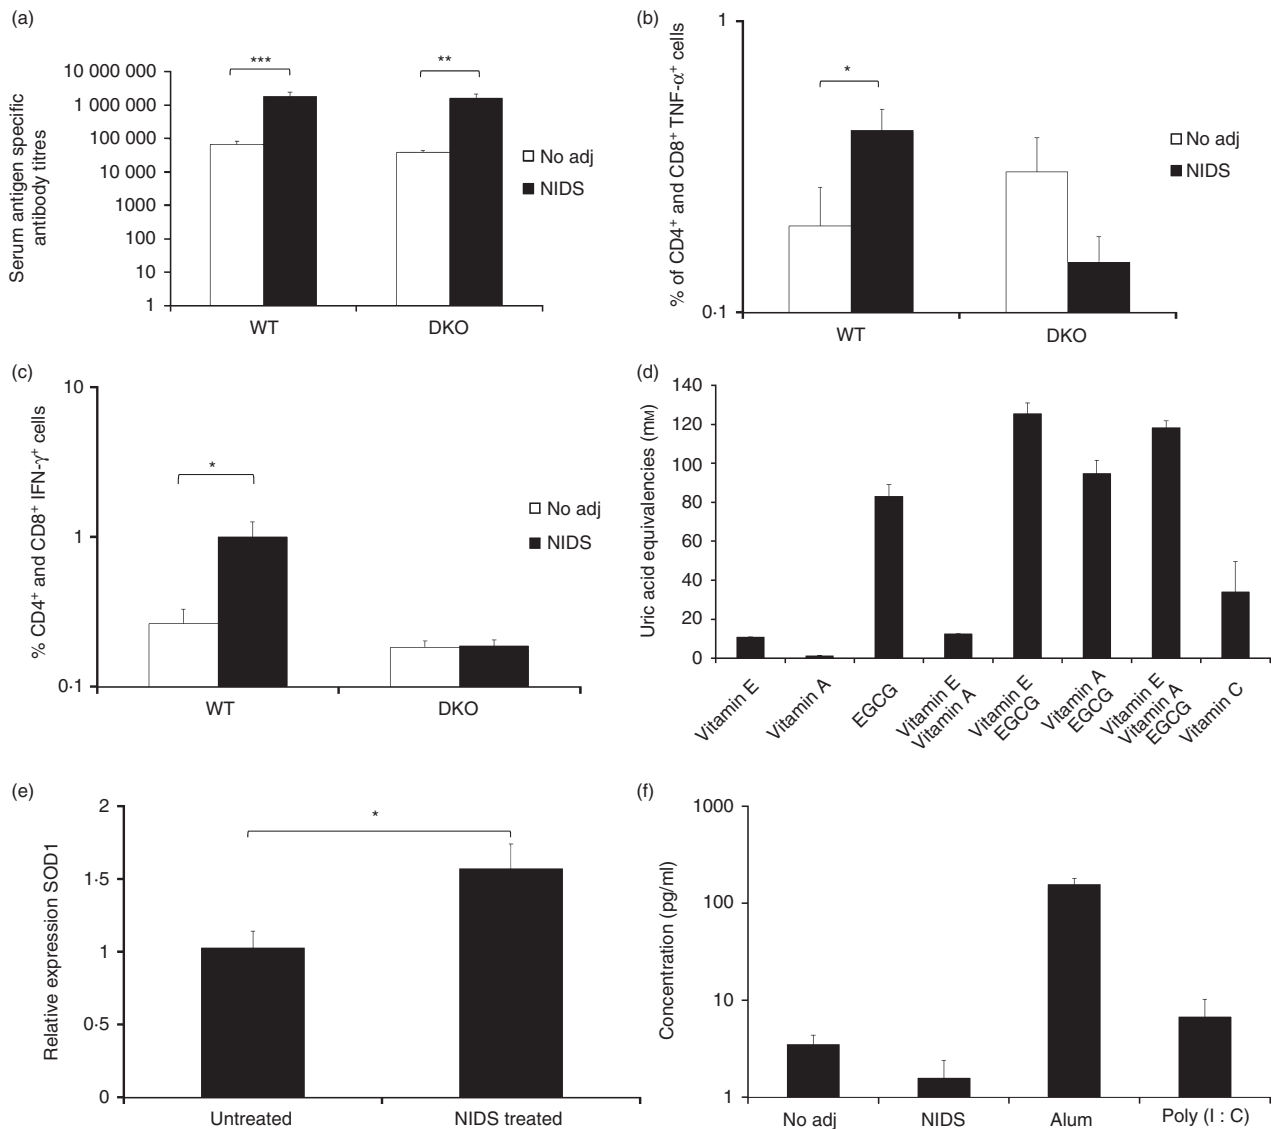 (a)
Serum antigen specific
antibody titres
10 000 000
1 000 000
100 000
10 000
1000
100
10
1
***
**
WT
DKO
No adj
NIDS
(b)
% of CD4+ and CD8+ TNF-α+ cells
1
0·1
*
WT
DKO
No adj
NIDS
(c)
% CD4+ and CD8+ IFN-γ+ cells
10
1
0·1
*
WT
DKO
No adj
NIDS
(d)
Uric acid equivalencies (mM)
140
120
100
80
60
40
20
0
Vitamin E
Vitamin A
EGCG
Vitamin E
Vitamin A
Vitamin E
EGCG
Vitamin A
EGCG
Vitamin E
Vitamin A
EGCG
Vitamin C
(e)
Relative expression SOD1
2
1·5
1
0·5
0
*
Untreated
NIDS treated
(f)
Concentration (pg/ml)
1000
100
10
1
No adj
NIDS
Alum
Poly (I : C)